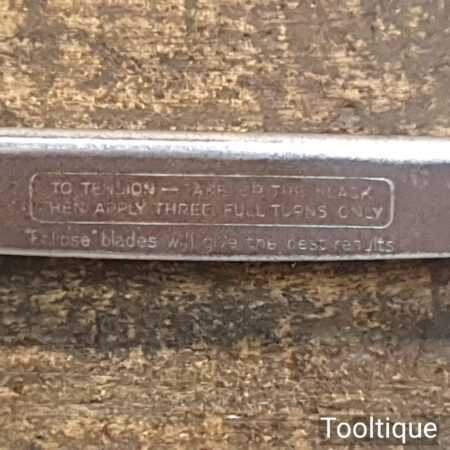 TO TENSION — TAKE UP THE SLACK
THEN APPLY THREE FULL TURNS ONLY
"Eclipse" blades will give the best results
Tooltique